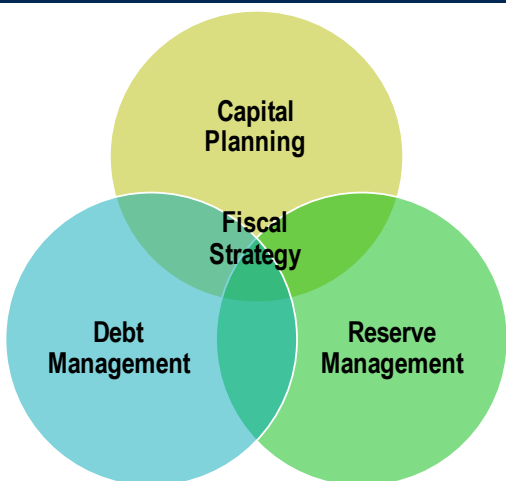 Capital
Planning
Fiscal
Strategy
Debt
Management
Reserve
Management